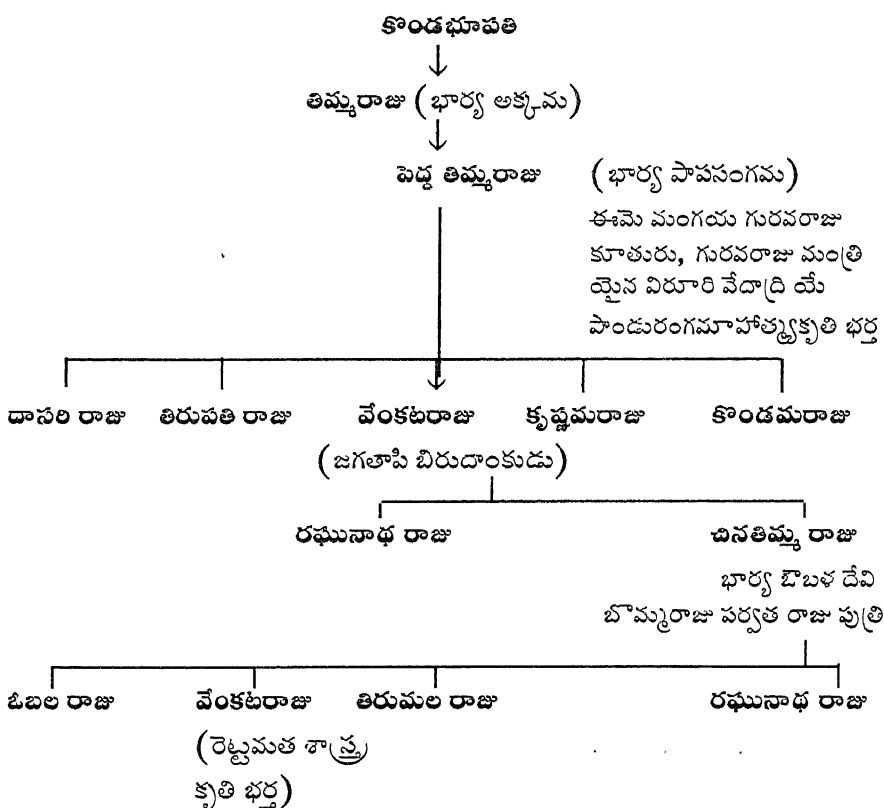 కొండభూపతి
తిమ్మరాజు (భార్య అక్కమ)
పెద్ద తిమ్మరాజు (భార్య పాపసంగమ)
ఈమె మంగయ గురవరాజు
కూతురు, గురవరాజు మంత్రి
యైన విరూరి వేదాద్రి యే
పాండురంగమాహాత్మ్యకృతి భర్త
దాసరి రాజు తిరుపతి రాజు వేంకటరాజు కృష్ణమరాజు కొండమరాజు
(జగతాపి బిరుదాంకుడు)
రఘునాథ రాజు చినతిమ్మ రాజు
భార్య ఔబళ దేవి
బొమ్మరాజు పర్వత రాజు పుత్రి
ఓబల రాజు వేంకటరాజు తిరుమల రాజు రఘునాథ రాజు
(రెట్టమత శాస్త్ర
కృతి భర్త)